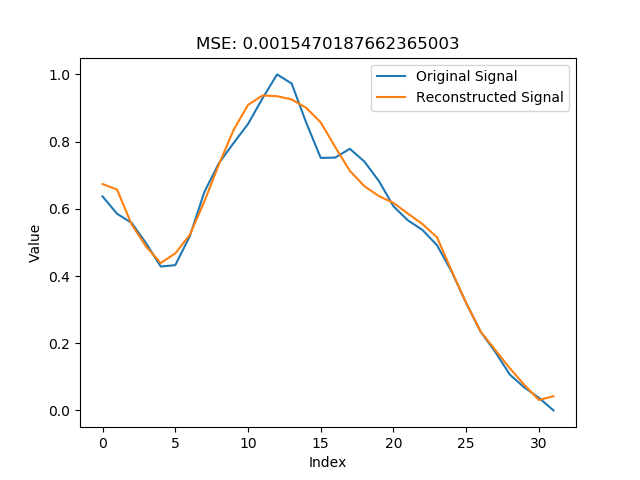 MSE: 0.0015470187662365003
Original Signal
Reconstructed Signal
1.0
0.8
0.6
0.4
0.2
0.0
Value
0 5 10 15 20 25 30
Index